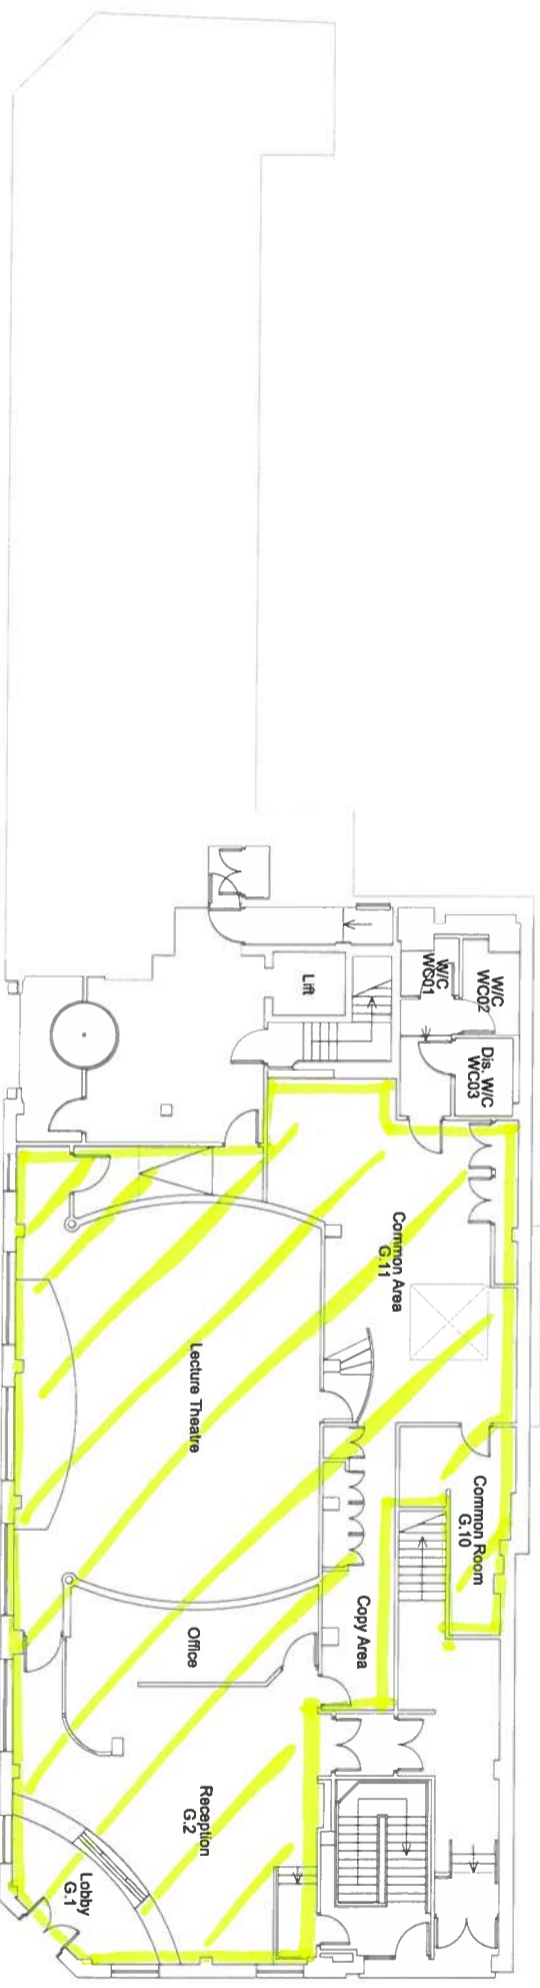 W/C
WC02
W/C
WC01
Dis. W/C
WC03
Lift
Common Area
G.11
Lecture Theatre
Common Room
G.10
Copy Area
Office
Reception
G.2
Lobby
G.1